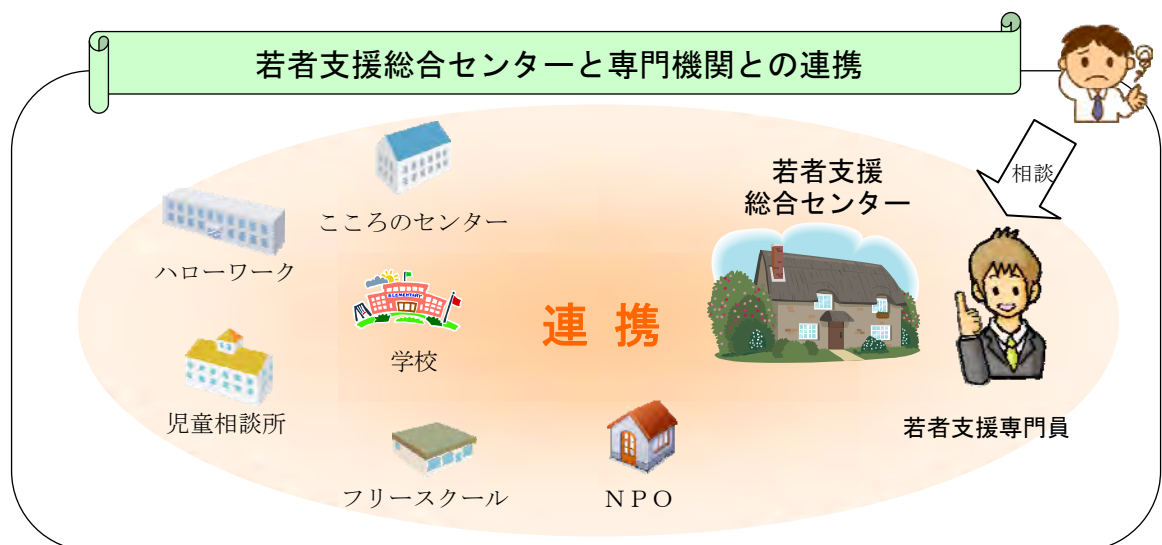 若者支援総合センターと専門機関との連携
相談
若者支援
総合センター
こころのセンター
ハローワーク
ELEMENTARY
学校
連 携
児童相談所
若者支援専門員
フリースクール
ＮＰＯ